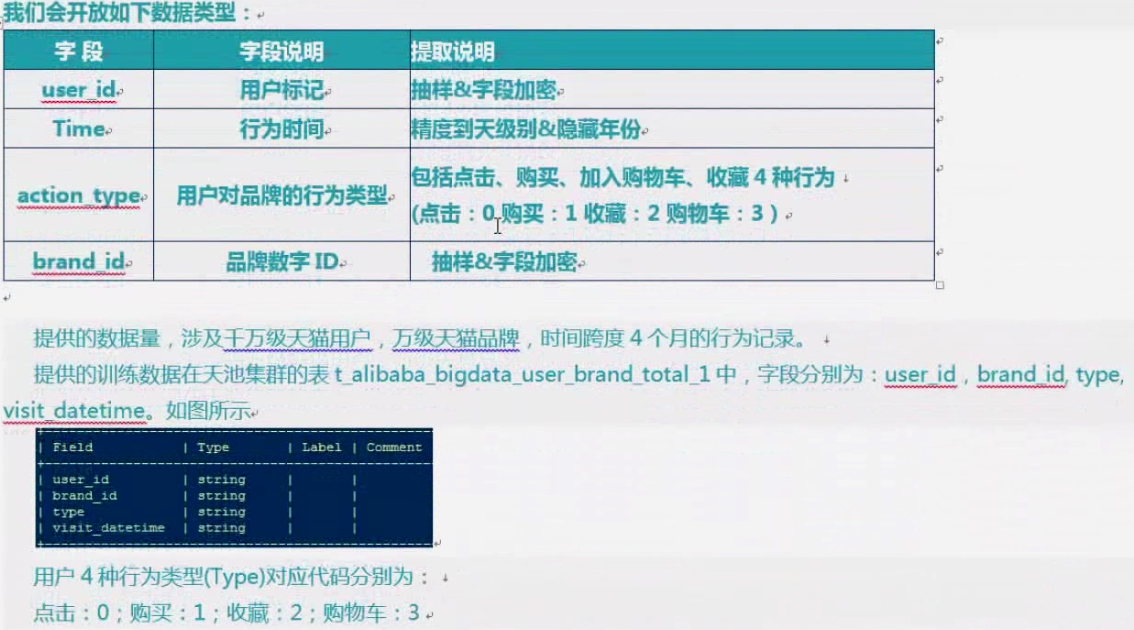 我们会开放如下数据类型：
字 段 字段说明 提取说明
user_id 用户标记 抽样&字段加密
Time 行为时间 精度到天级别&隐藏年份
action_type 用户对品牌的行为类型 包括点击、购买、加入购物车、收藏 4 种行为
(点击：0 购买：1 收藏：2 购物车：3 )
brand_id 品牌数字 ID 抽样&字段加密
提供的数据量，涉及千万级天猫用户，万级天猫品牌，时间跨度 4 个月的行为记录。
提供的训练数据在天池集群的表 t_alibaba_bigdata_user_brand_total_1 中，字段分别为：user_id，brand_id, type,
visit_datetime。如图所示
| Field | Type | Label | Comment
| user_id | string | |
| brand_id | string | |
| type | string | |
| visit_datetime | string | |
用户 4 种行为类型(Type)对应代码分别为：
点击：0；购买：1；收藏：2；购物车：3